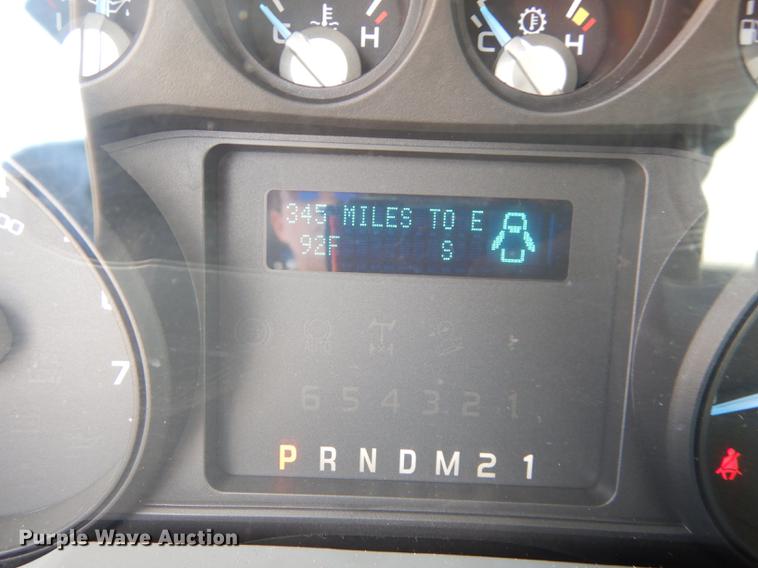 C H
C H
345 MILES TO E
92F S
7
6 5 4 3 2 1
P R N D M 2 1
Purple Wave Auction